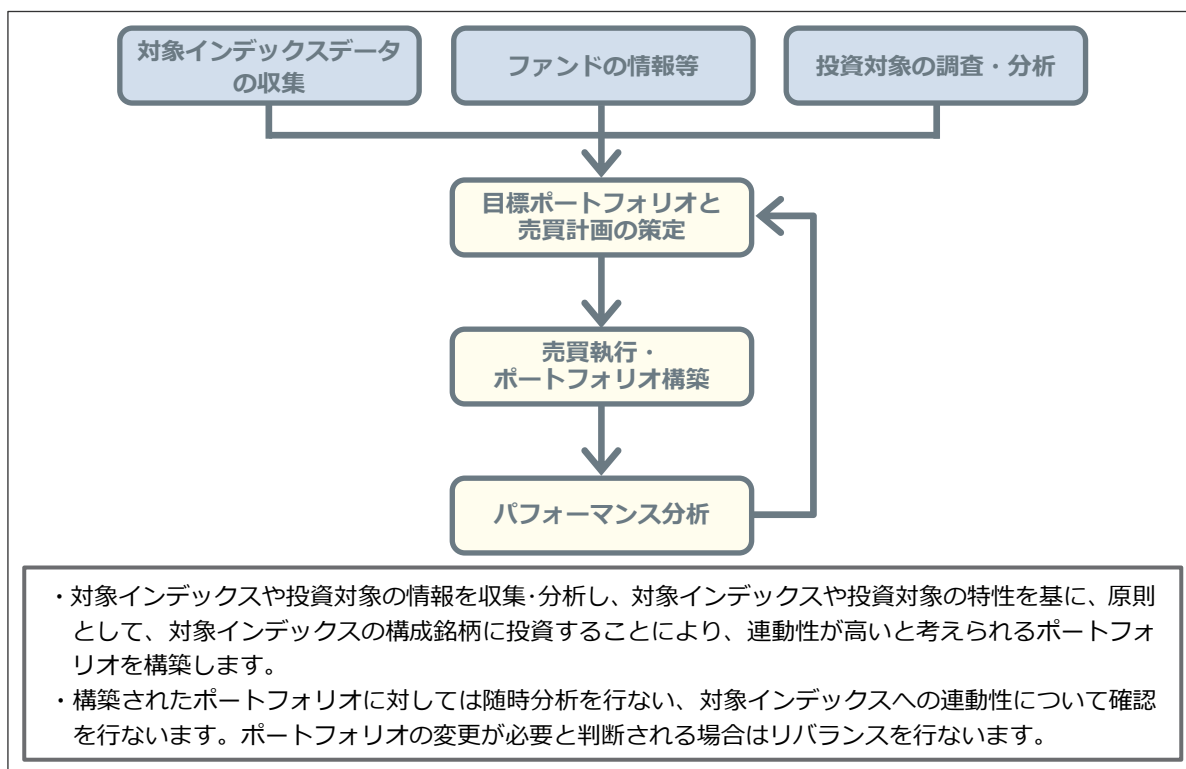 対象インデックスデータ
の収集
ファンドの情報等
投資対象の調査・分析
目標ポートフォリオと
売買計画の策定
売買執行・
ポートフォリオ構築
パフォーマンス分析
・対象インデックスや投資対象の情報を収集･分析し、対象インデックスや投資対象の特性を基に、原則
として、対象インデックスの構成銘柄に投資することにより、連動性が高いと考えられるポートフォ
リオを構築します。
・構築されたポートフォリオに対しては随時分析を行ない、対象インデックスへの連動性について確認
を行ないます。ポートフォリオの変更が必要と判断される場合はリバランスを行ないます。